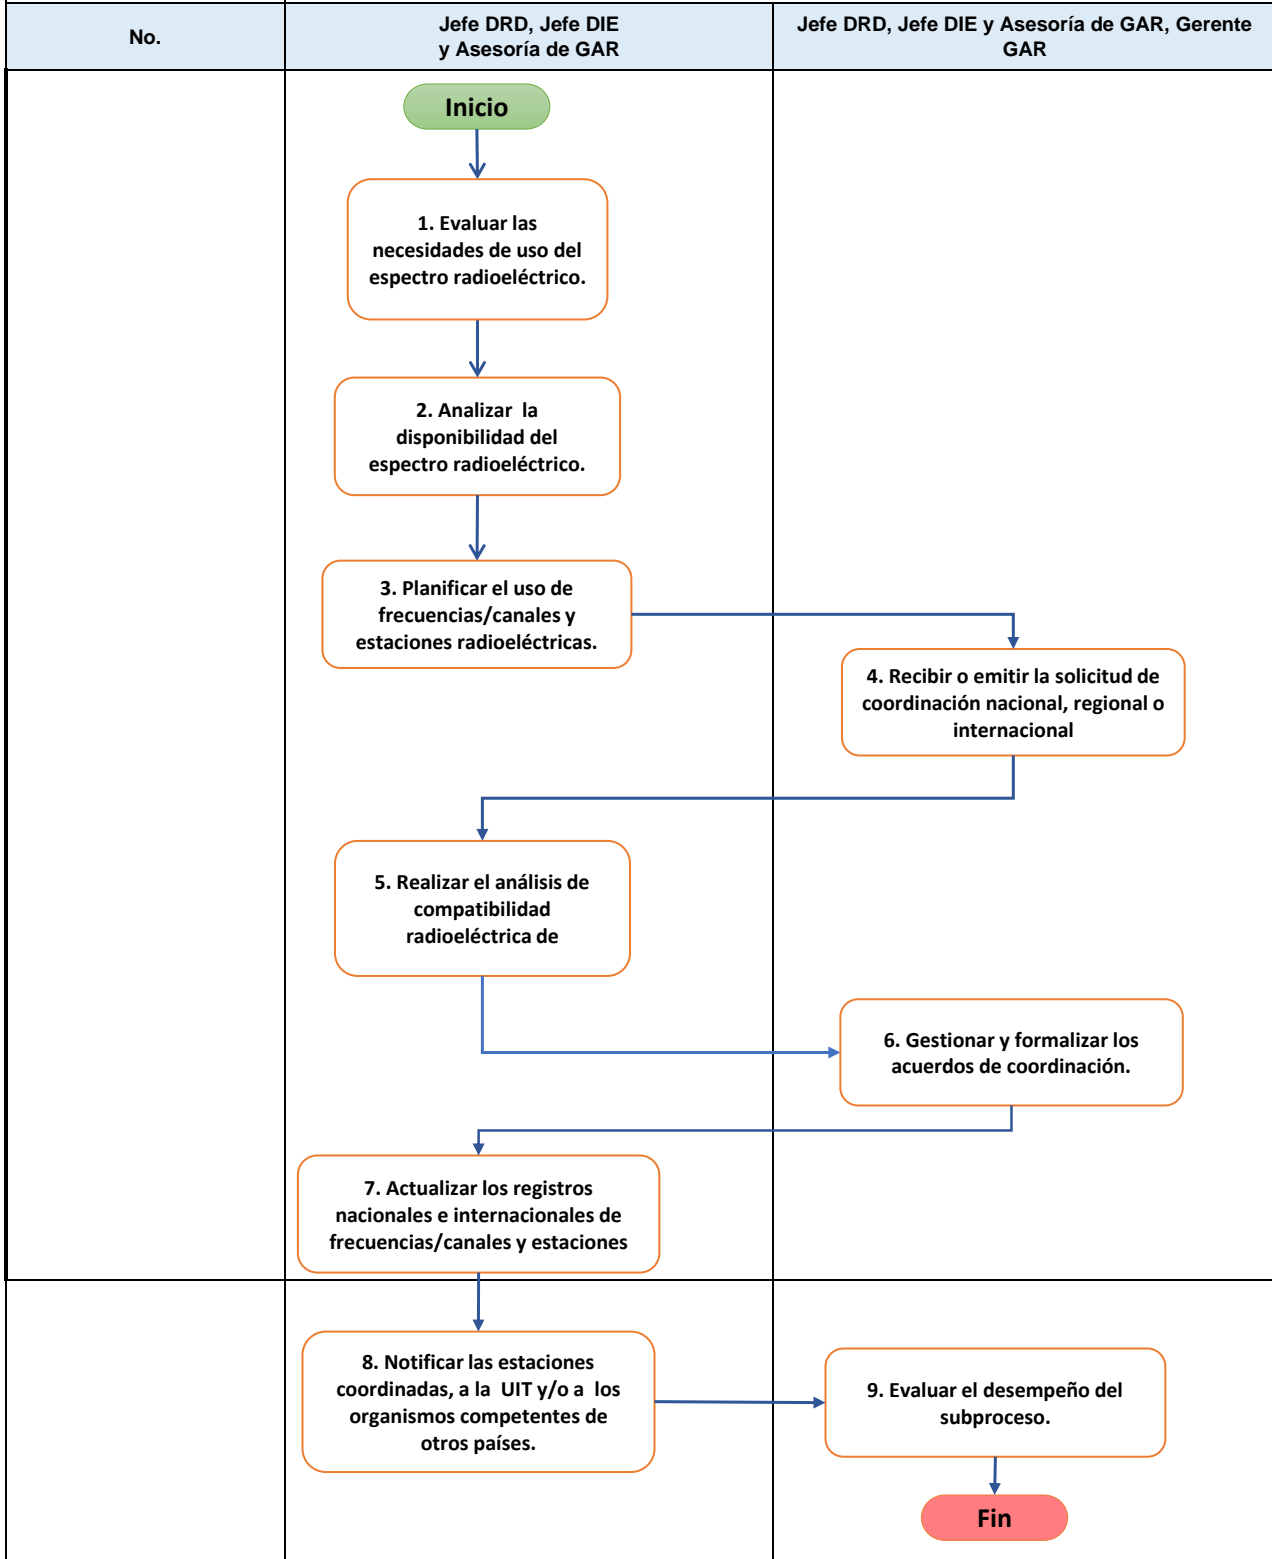 No.
Jefe DRD, Jefe DIE
y Asesoría de GAR
Jefe DRD, Jefe DIE y Asesoría de GAR, Gerente
GAR
Inicio
1. Evaluar las
necesidades de uso del
espectro radioeléctrico.
2. Analizar  la
disponibilidad del
espectro radioeléctrico.
3. Planificar el uso de
frecuencias/canales y
estaciones radioeléctricas.
4. Recibir o emitir la solicitud de
coordinación nacional, regional o
internacional
5. Realizar el análisis de
compatibilidad
radioeléctrica de
6. Gestionar y formalizar los
acuerdos de coordinación.
7. Actualizar los registros
nacionales e internacionales de
frecuencias/canales y estaciones
8. Notificar las estaciones
coordinadas, a la  UIT y/o a  los
organismos competentes de
otros países.
9. Evaluar el desempeño del
subproceso.
Fin